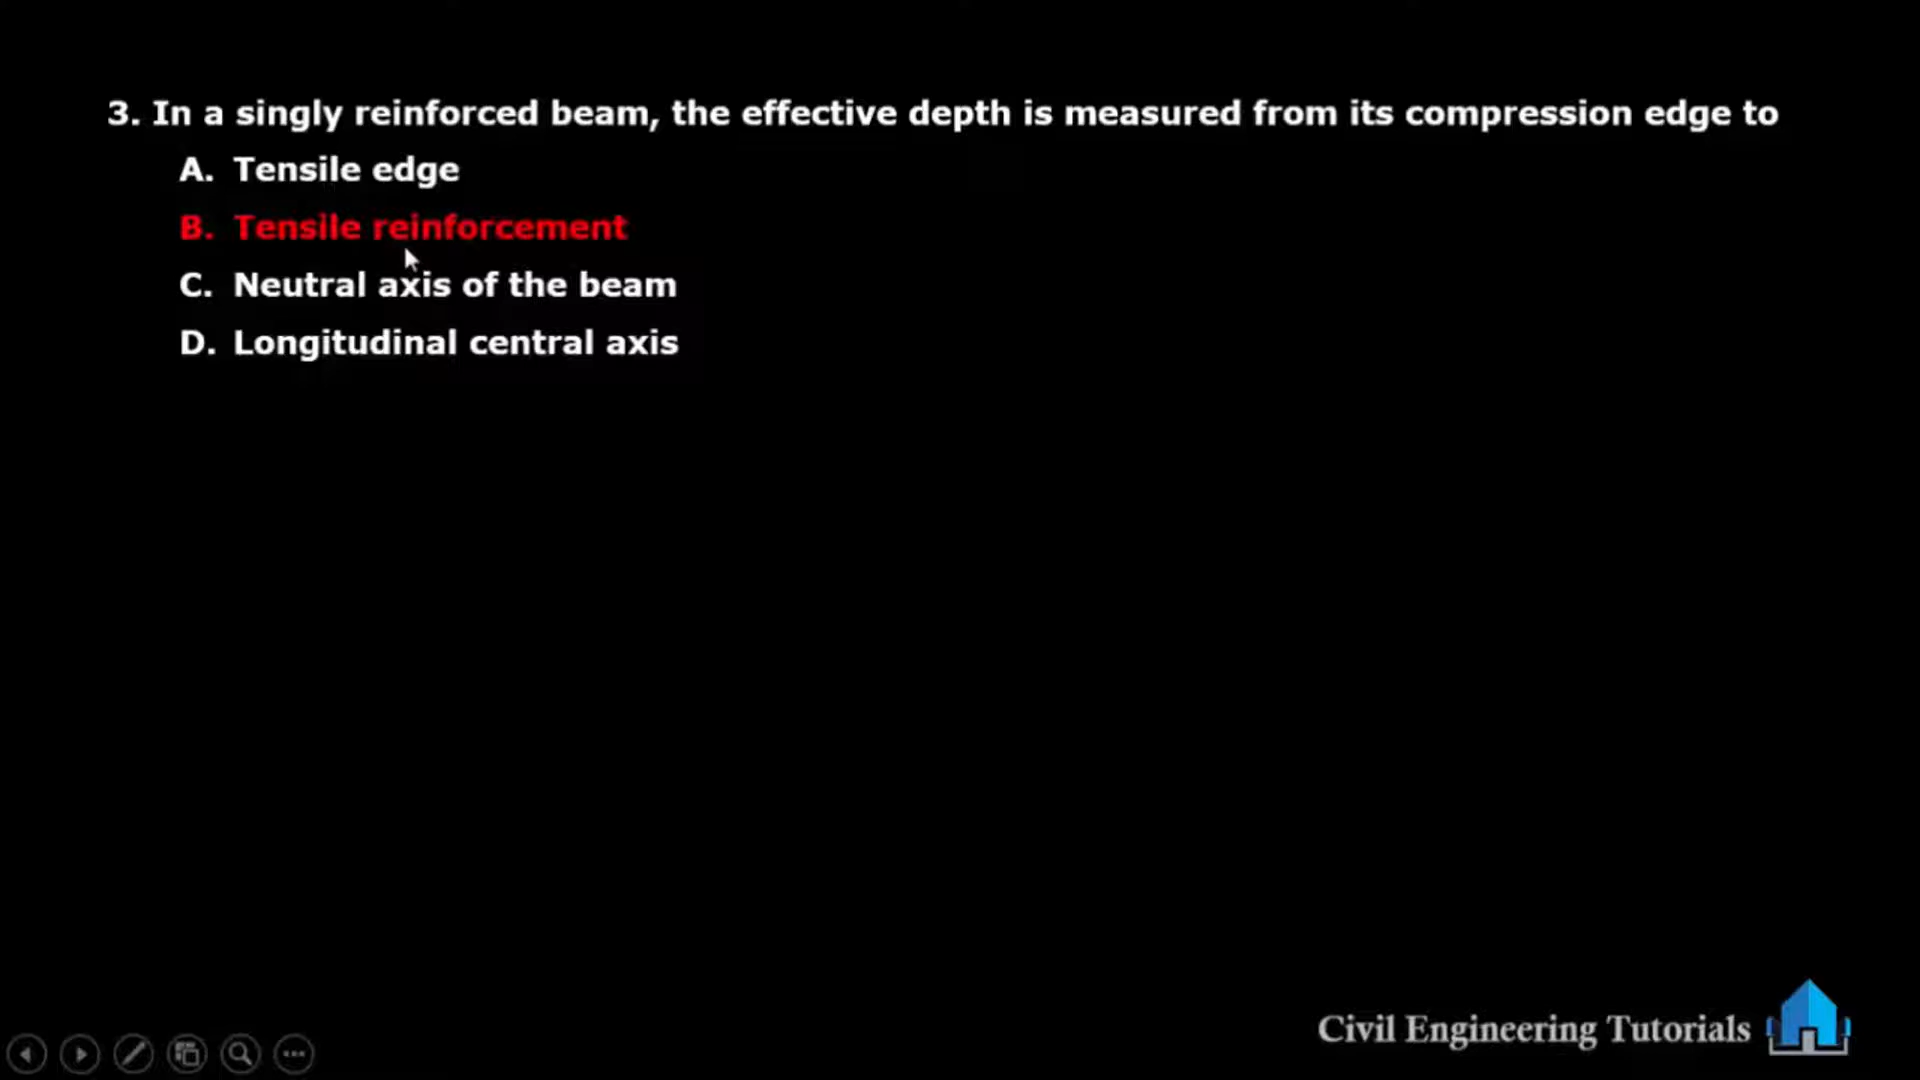 3. In a singly reinforced beam, the effective depth is measured from its compression edge to
A. Tensile edge
B. Tensile reinforcement
C. Neutral axis of the beam
D. Longitudinal central axis
Civil Engineering Tutorials